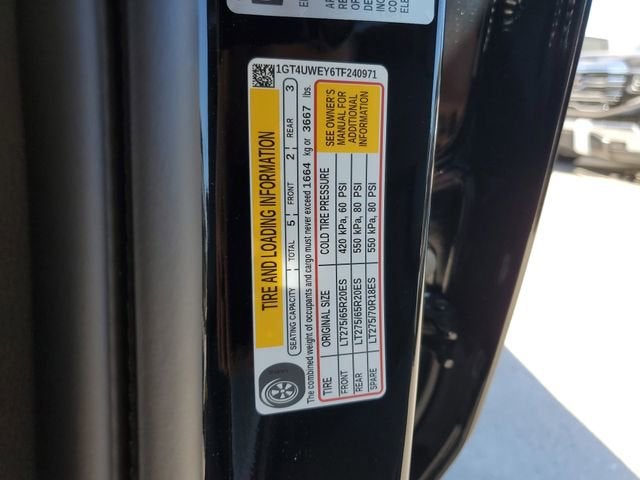 1GT4UWEY6TF240971
TIRE AND LOADING INFORMATION
SEATING CAPACITY TOTAL 5 FRONT 2 REAR 3
The combined weight of occupants and cargo must never exceed 1664 kg or 3667 lbs.
TIRE ORIGINAL SIZE COLD TIRE PRESSURE
FRONT LT275/65R20ES 420 kPa, 60 PSI
REAR LT275/65R20ES 550 kPa, 80 PSI
SPARE LT275/70R18ES 550 kPa, 80 PSI
SEE OWNER'S
MANUAL FOR
ADDITIONAL
INFORMATION